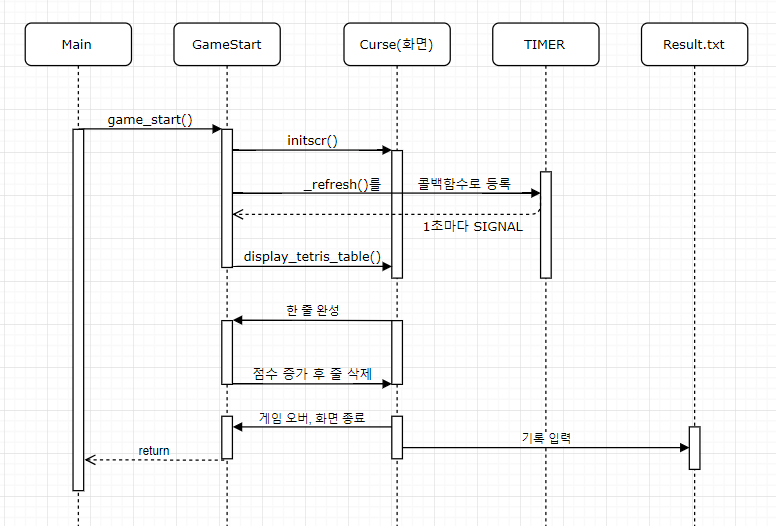 Main
GameStart
Curse(화면)
TIMER
Result.txt
game_start()
initscr()
_refresh()를 콜백함수로 등록
1초마다 SIGNAL
display_tetris_table()
한 줄 완성
점수 증가 후 줄 삭제
게임 오버, 화면 종료
기록 입력
return